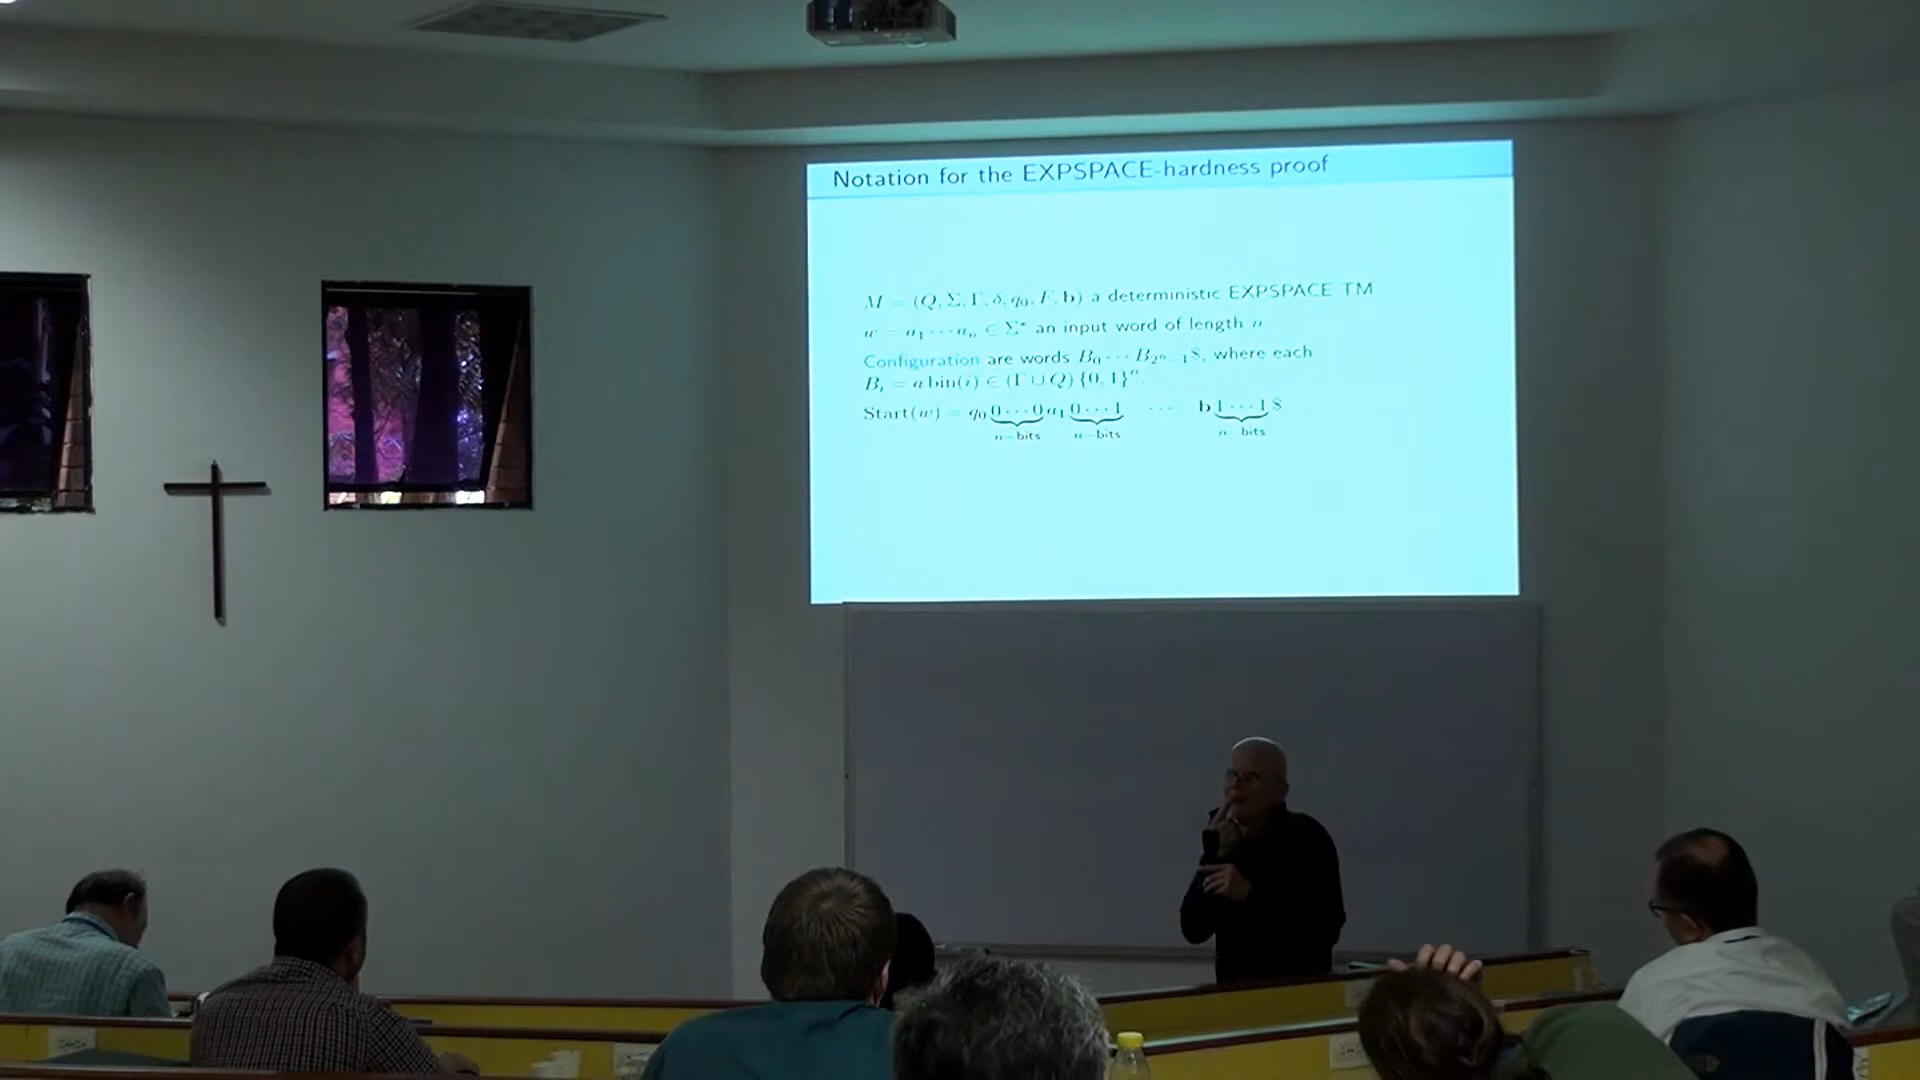 Notation for the EXPSPACE-hardness proof
M = (Q, Σ, Γ, δ, q₀, F, b) a deterministic EXPSPACE TM
w = a₁ ⋯ aₙ ∈ Σ* an input word of length n
Configuration are words B₀ ⋯ B₂ⁿ₋₁$, where each
Bᵢ = a bin(i) ∈ (Γ ∪ Q) {0, 1}ⁿ.
Start(w) = q₀ 0 ⋯ 0 a₁ 0 ⋯ 1 ⋯ b 1 ⋯ 1 $
n−bits n−bits n−bits